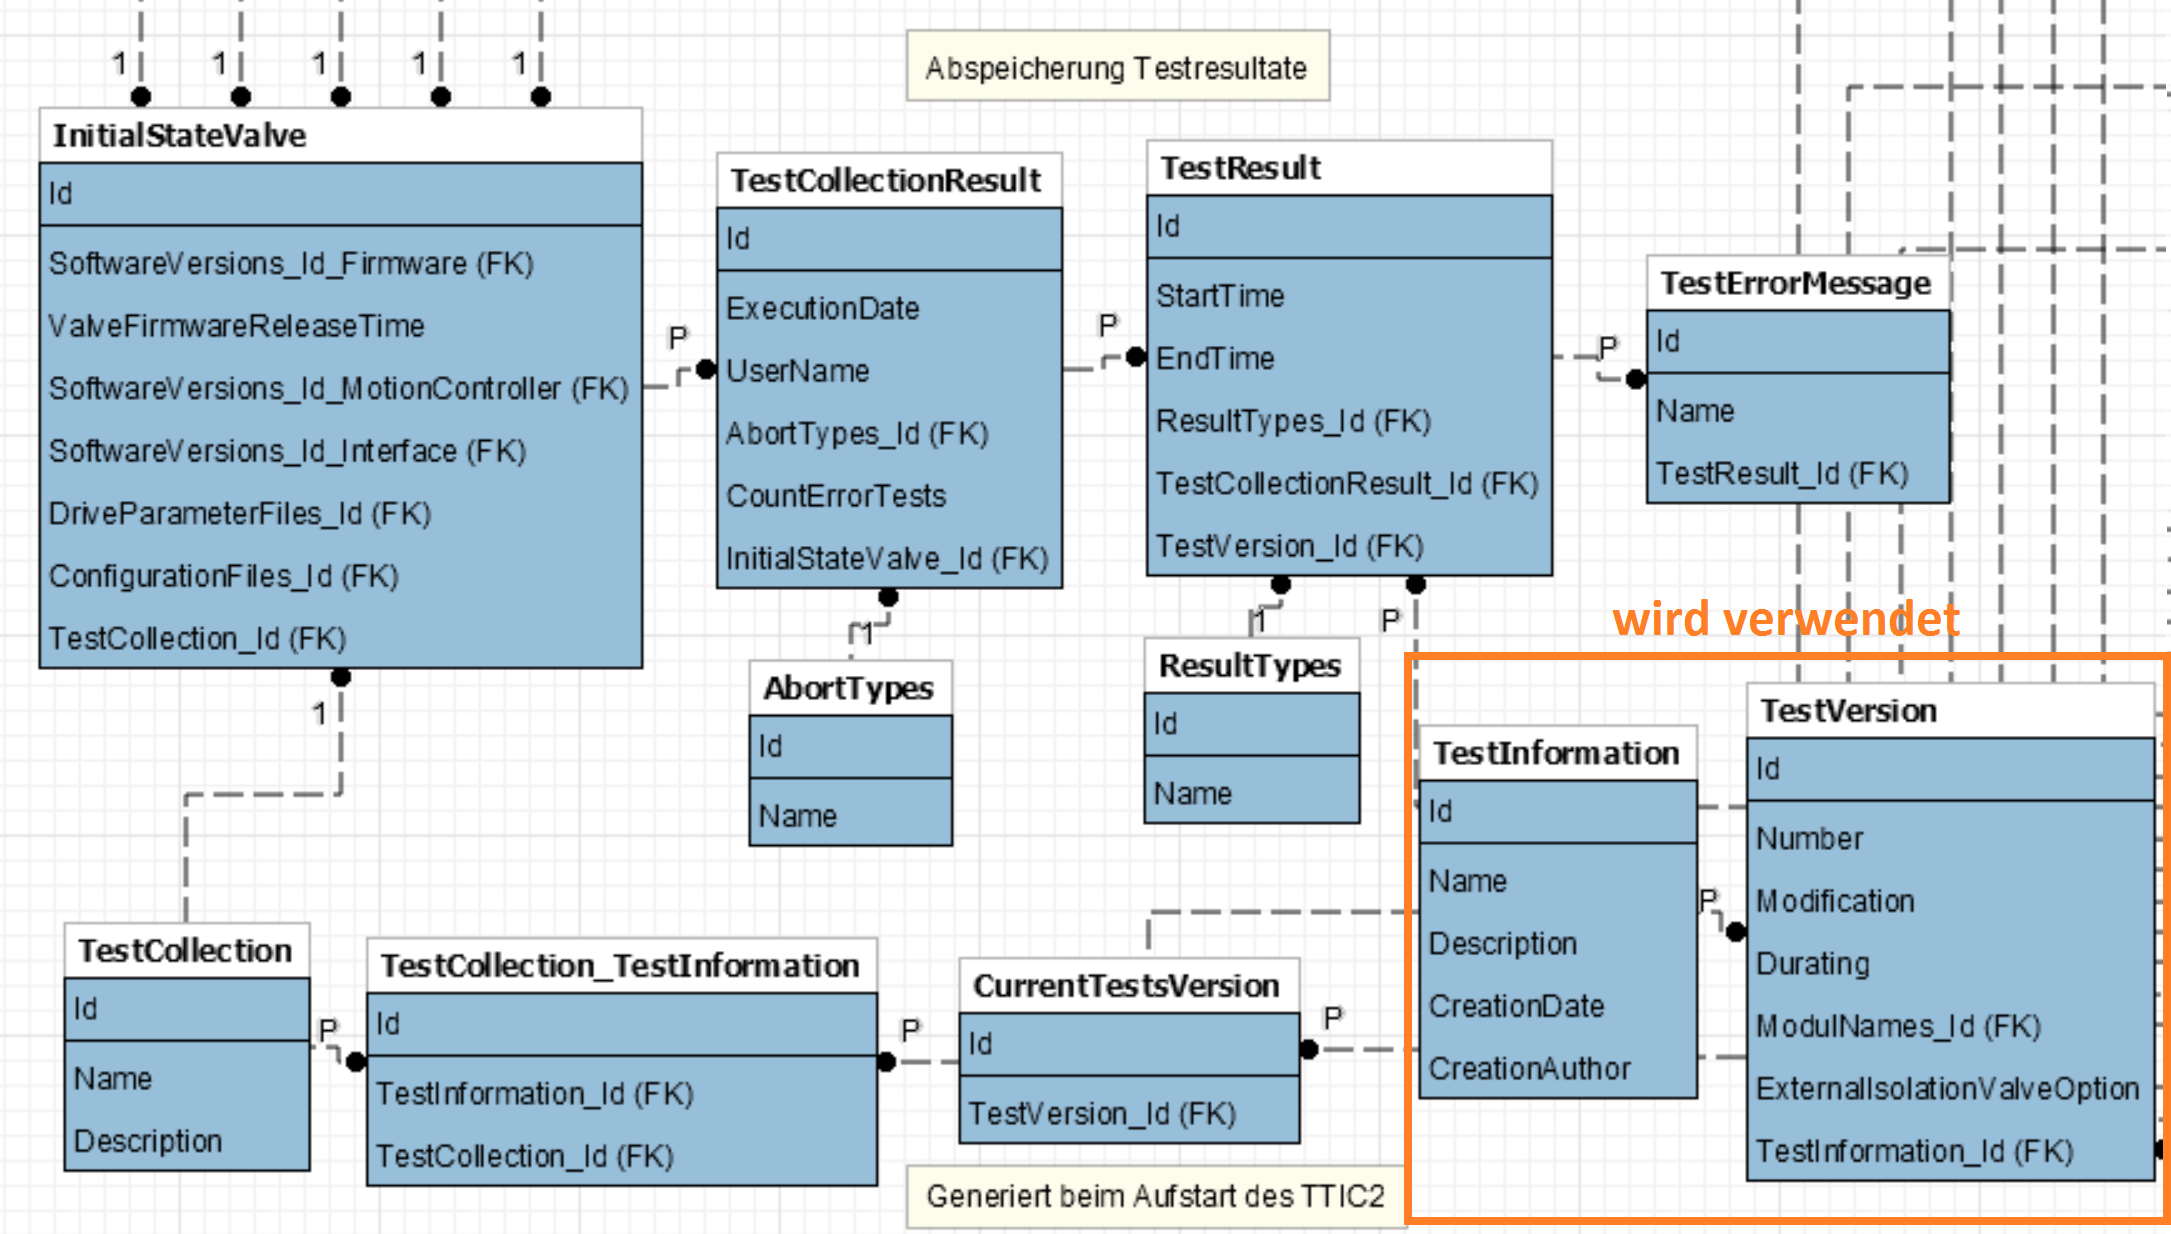 1
1
1
1
1
Abspeicherung Testresultate
InitialStateValve
Id
SoftwareVersions_Id_Firmware (FK)
ValveFirmwareReleaseTime
SoftwareVersions_Id_MotionController (FK)
SoftwareVersions_Id_Interface (FK)
DriveParameterFiles_Id (FK)
ConfigurationFiles_Id (FK)
TestCollection_Id (FK)
P
TestCollectionResult
Id
ExecutionDate
UserName
AbortTypes_Id (FK)
CountErrorTests
InitialStateValve_Id (FK)
P
TestResult
Id
StartTime
EndTime
ResultTypes_Id (FK)
TestCollectionResult_Id (FK)
TestVersion_Id (FK)
P
TestErrorMessage
Id
Name
TestResult_Id (FK)
1
1
1
P
wird verwendet
AbortTypes
Id
Name
ResultTypes
Id
Name
TestInformation
Id
Name
Description
CreationDate
CreationAuthor
P
TestVersion
Id
Number
Modification
Durating
ModulNames_Id (FK)
ExternalIsolationValveOption
TestInformation_Id (FK)
TestCollection
Id
Name
Description
P
TestCollection_TestInformation
Id
TestInformation_Id (FK)
TestCollection_Id (FK)
P
CurrentTestsVersion
Id
TestVersion_Id (FK)
P
Generiert beim Aufstart des TTIC2